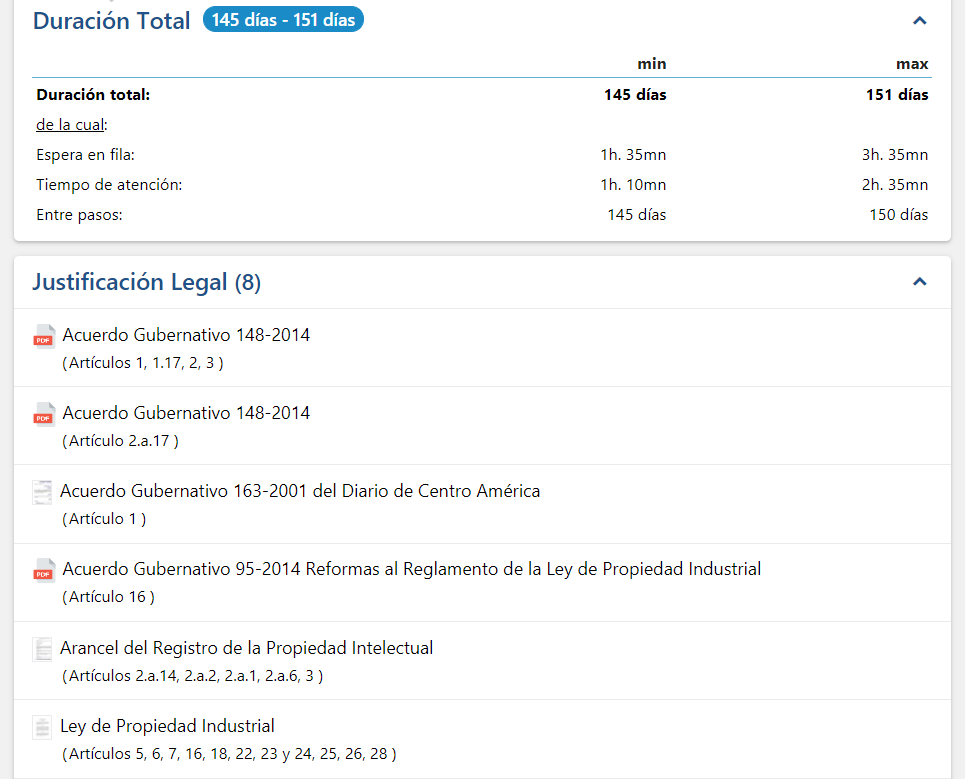 Duración Total 145 días - 151 días
min max
Duración total: 145 días 151 días
de la cual:
Espera en fila: 1h. 35mn 3h. 35mn
Tiempo de atención: 1h. 10mn 2h. 35mn
Entre pasos: 145 días 150 días
Justificación Legal (8)
PDF Acuerdo Gubernativo 148-2014
(Artículos 1, 1.17, 2, 3 )
PDF Acuerdo Gubernativo 148-2014
(Artículo 2.a.17 )
Acuerdo Gubernativo 163-2001 del Diario de Centro América
(Artículo 1 )
PDF Acuerdo Gubernativo 95-2014 Reformas al Reglamento de la Ley de Propiedad Industrial
(Artículo 16 )
Arancel del Registro de la Propiedad Intelectual
(Artículos 2.a.14, 2.a.2, 2.a.1, 2.a.6, 3 )
Ley de Propiedad Industrial
(Artículos 5, 6, 7, 16, 18, 22, 23 y 24, 25, 26, 28 )